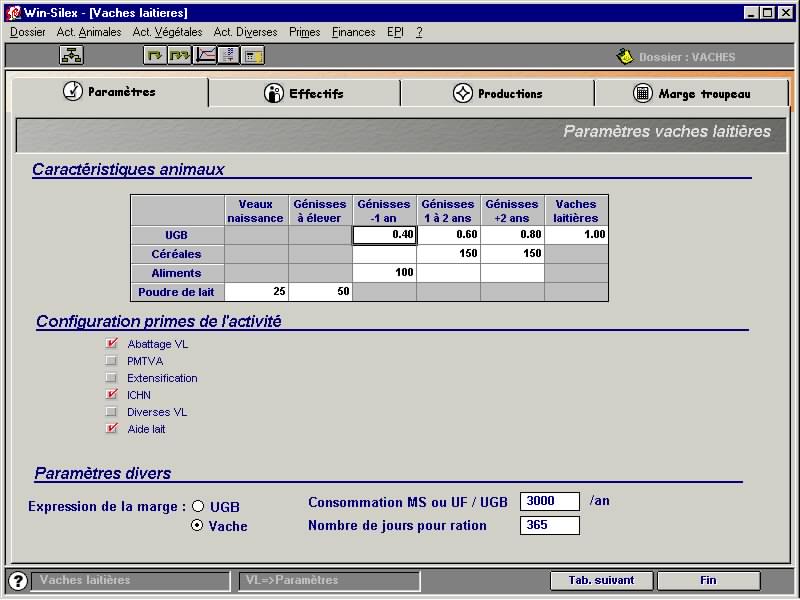 Win-Silex - [Vaches laitieres]
Dossier Act. Animales Act. Végétales Act. Diverses Primes Finances EPI ?
Dossier : VACHES
Paramètres Effectifs Productions Marge troupeau
Paramètres vaches laitières
Caractéristiques animaux
Veaux naissance Génisses à élever Génisses -1 an Génisses 1 à 2 ans Génisses +2 ans Vaches laitières
UGB 0.40 0.60 0.80 1.00
Céréales 150 150
Aliments 100
Poudre de lait 25 50
Configuration primes de l'activité
Abattage VL
PMTVA
Extensification
ICHN
Diverses VL
Aide lait
Paramètres divers
Expression de la marge : UGB Consommation MS ou UF / UGB 3000 /an
Vache Nombre de jours pour ration 365
? Vaches laitières VL=>Paramètres Tab. suivant Fin